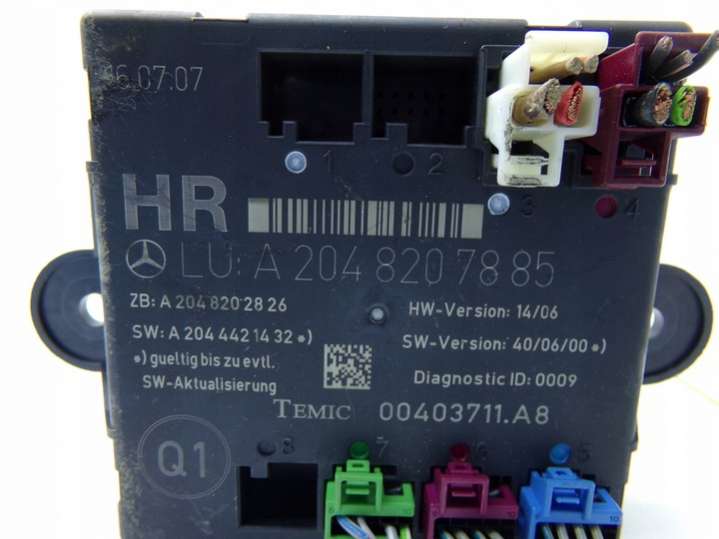 6.07.07
1 2 3 4
HR
LU: A 204 820 78 85
ZB: A 204 820 28 26
HW-Version: 14/06
SW: A 204 442 14 32 *)
SW-Version: 40/06/00 *)
*) gueltig bis zu evtl.
SW-Aktualisierung
Diagnostic ID: 0009
TEMIC 00403711.A8
Q1
8 7 6 5